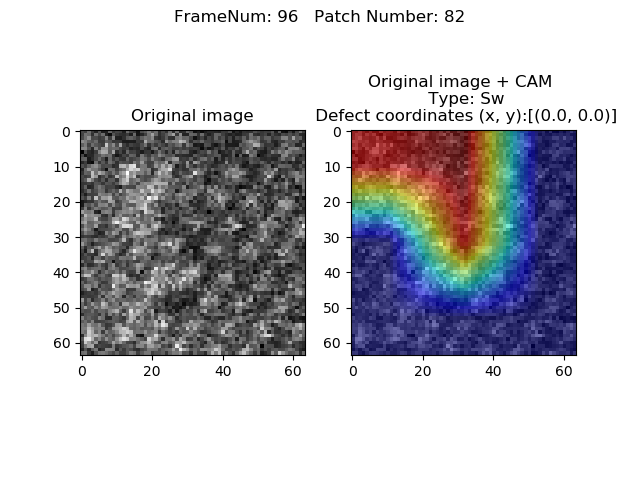 FrameNum: 96   Patch Number: 82
Original image
Original image + CAM
Type: Sw
Defect coordinates (x, y):[(0.0, 0.0)]
0
10
20
30
40
50
60
0 20 40 60
0
10
20
30
40
50
60
0 20 40 60